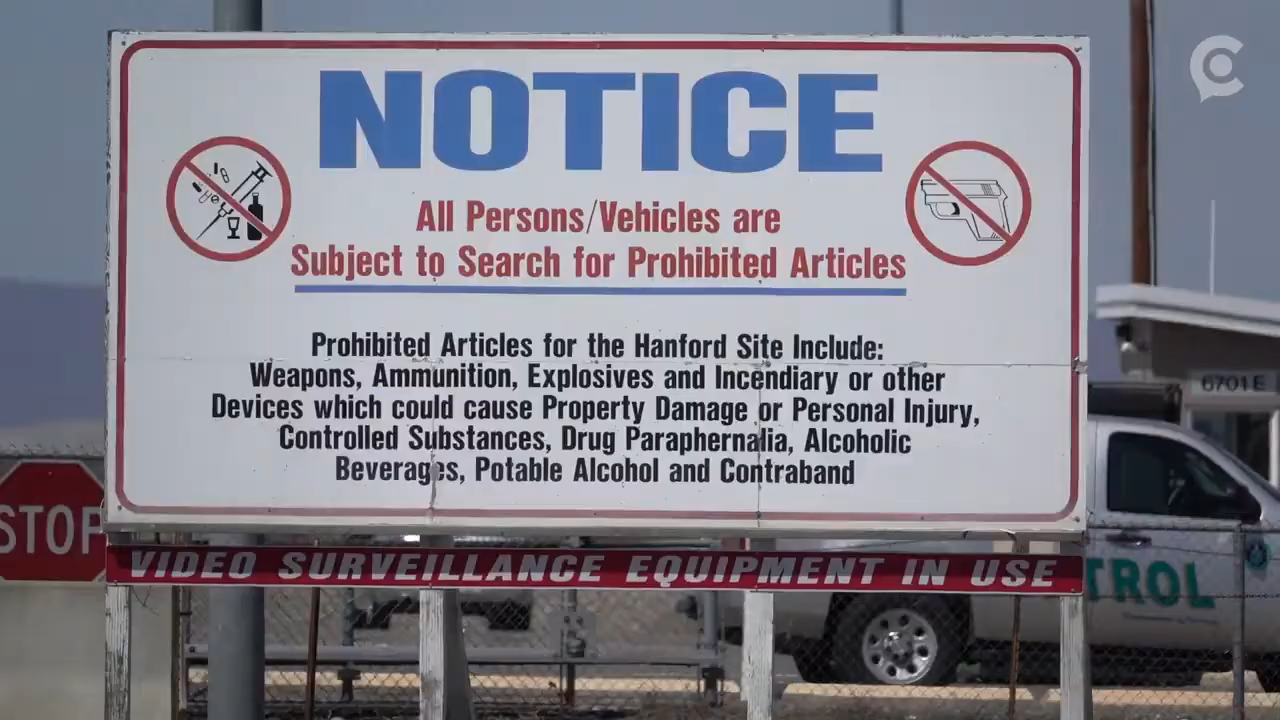 NOTICE
All Persons/Vehicles are
Subject to Search for Prohibited Articles
Prohibited Articles for the Hanford Site Include:
Weapons, Ammunition, Explosives and Incendiary or other
Devices which could cause Property Damage or Personal Injury,
Controlled Substances, Drug Paraphernalia, Alcoholic
Beverages, Potable Alcohol and Contraband
VIDEO SURVEILLANCE EQUIPMENT IN USE
STOP
6701E
TROL